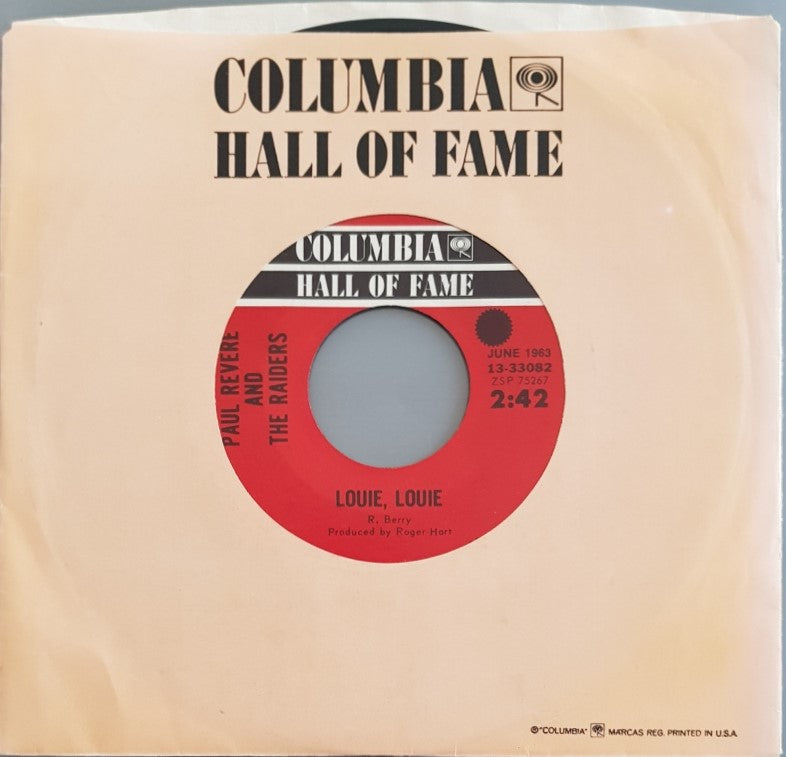 COLUMBIA
HALL OF FAME
COLUMBIA
HALL OF FAME
PAUL REVERE
AND
THE RAIDERS
JUNE 1963
13-33082
ZSP 75267
2:42
LOUIE, LOUIE
R. Berry
Produced by Roger Hart
®"COLUMBIA" MARCAS REG. PRINTED IN U.S.A.